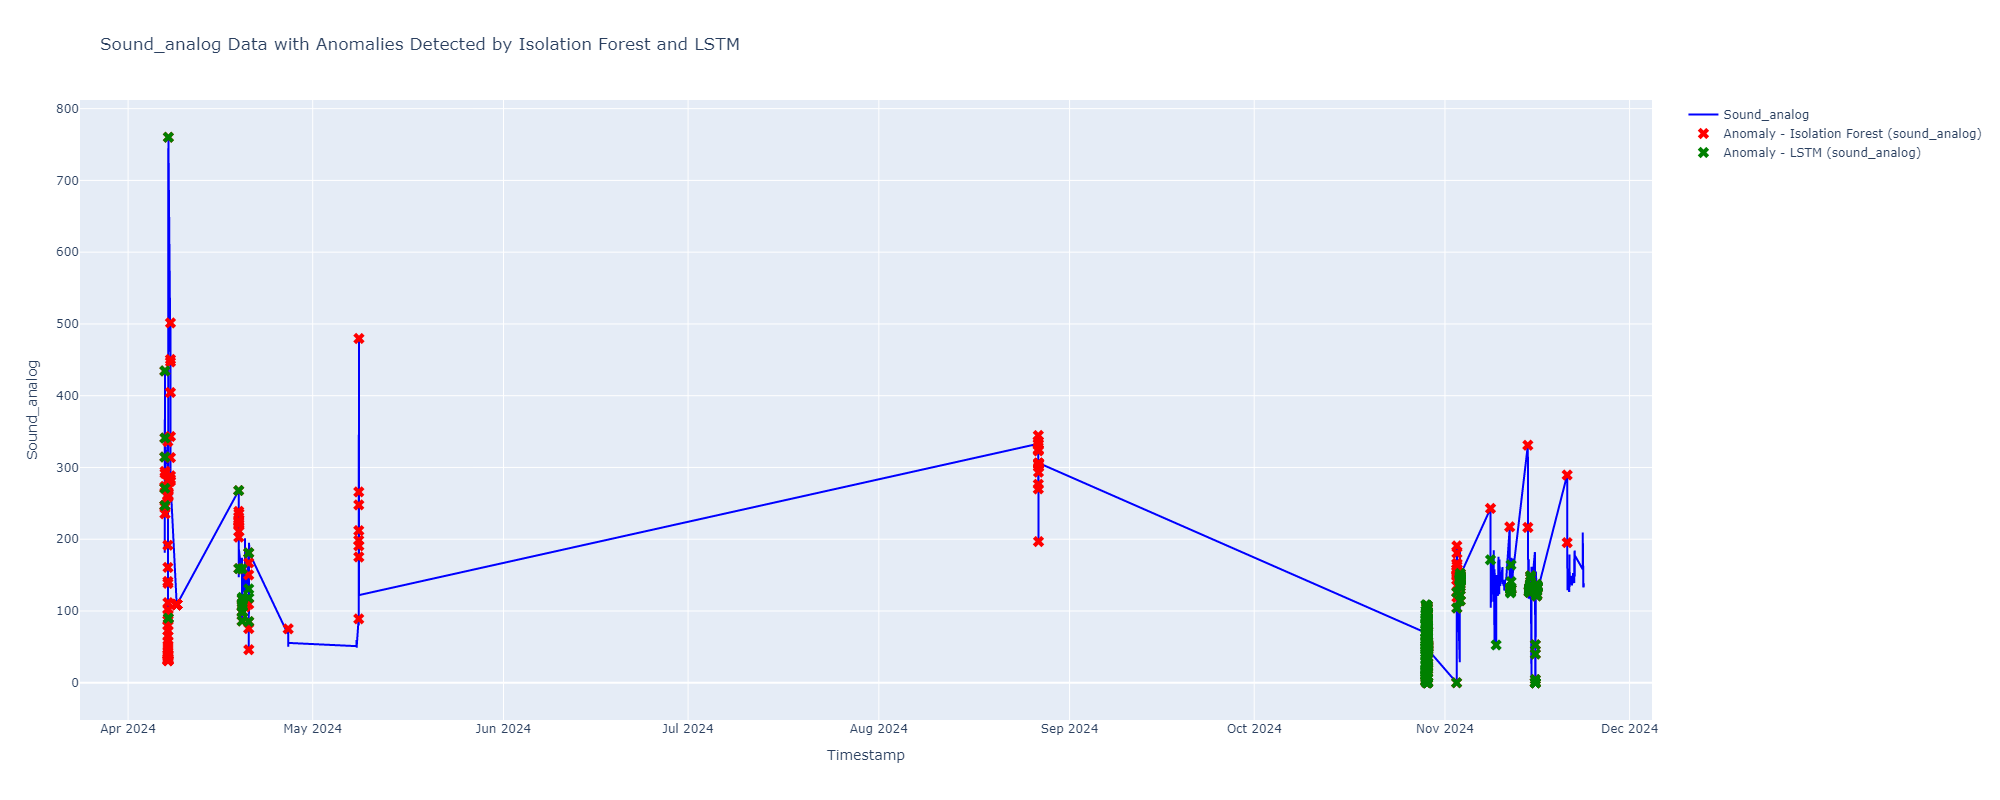 Sound_analog Data with Anomalies Detected by Isolation Forest and LSTM
Sound_analog
Anomaly - Isolation Forest (sound_analog)
Anomaly - LSTM (sound_analog)
800
700
600
500
400
300
200
100
0
Sound_analog
Apr 2024 May 2024 Jun 2024 Jul 2024 Aug 2024 Sep 2024 Oct 2024 Nov 2024 Dec 2024
Timestamp